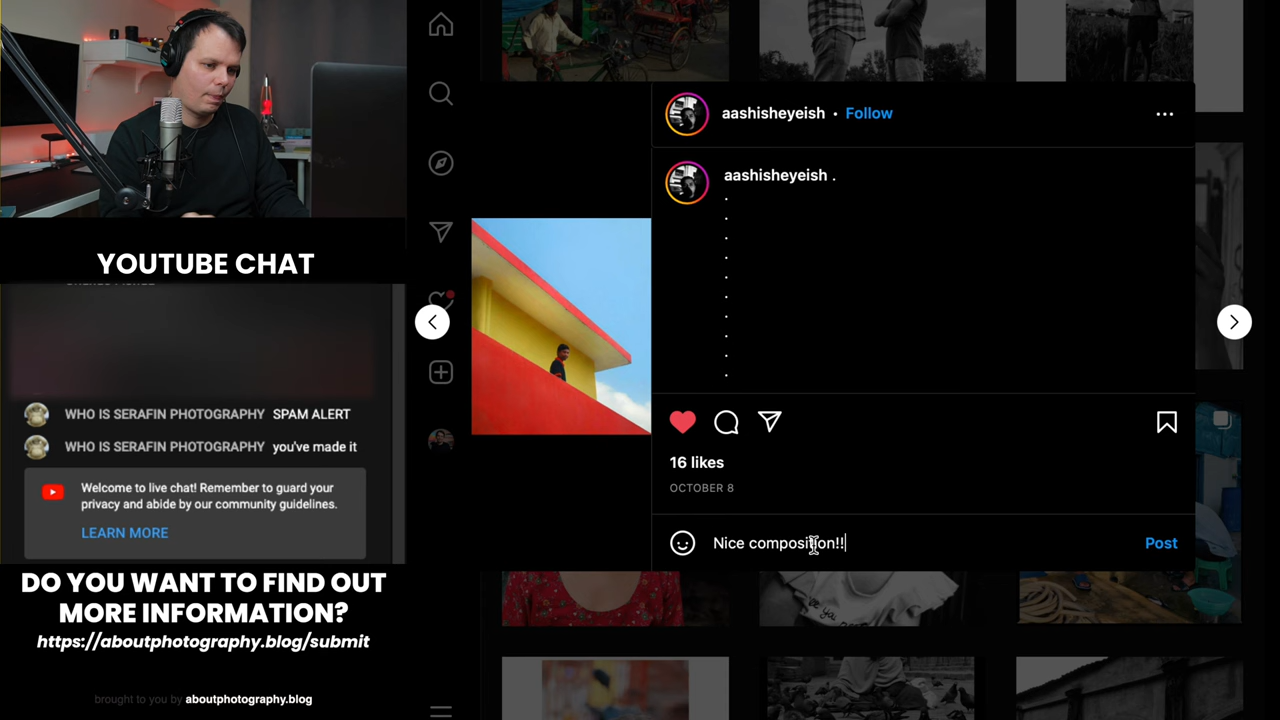 YOUTUBE CHAT
WHO IS SERAFIN PHOTOGRAPHY SPAM ALERT
WHO IS SERAFIN PHOTOGRAPHY you've made it
Welcome to live chat! Remember to guard your
privacy and abide by our community guidelines.
LEARN MORE
DO YOU WANT TO FIND OUT
MORE INFORMATION?
https://aboutphotography.blog/submit
brought to you by aboutphotography.blog
aashisheyeish • Follow
aashisheyeish .
.
.
.
.
.
.
.
.
.
.
16 likes
OCTOBER 8
Nice composition!!
Post